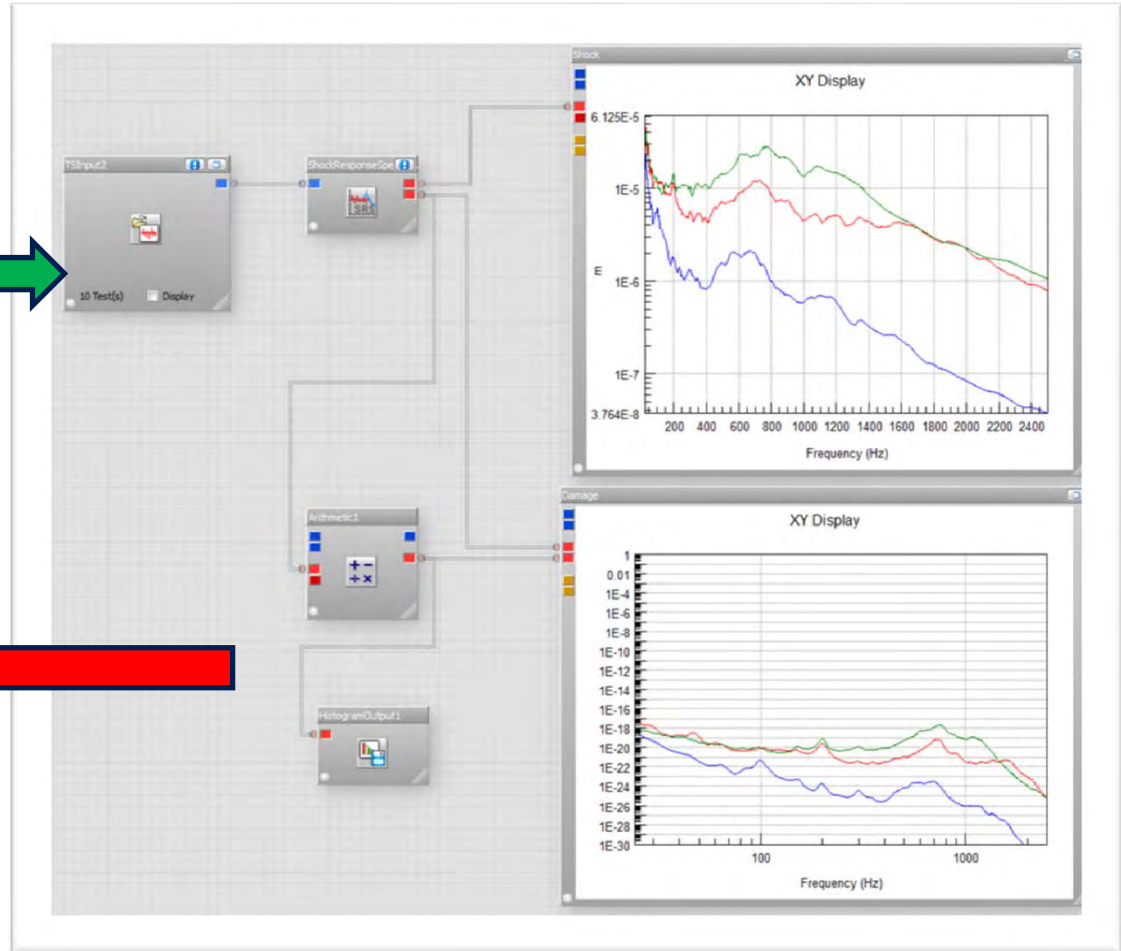 TSInput2
10 Test(s) Display
ShockResponseSpe
SRS
Arithmetic1
HistogramOutput1
Shock
XY Display
6.125E-5
1E-5
m
1E-6
1E-7
3.764E-8
200 400 600 800 1000 1200 1400 1600 1800 2000 2200 2400
Frequency (Hz)
Damage
XY Display
1
0.01
1E-4
1E-6
1E-8
1E-10
1E-12
1E-14
1E-16
1E-18
1E-20
1E-22
1E-24
1E-26
1E-28
1E-30
100 1000
Frequency (Hz)